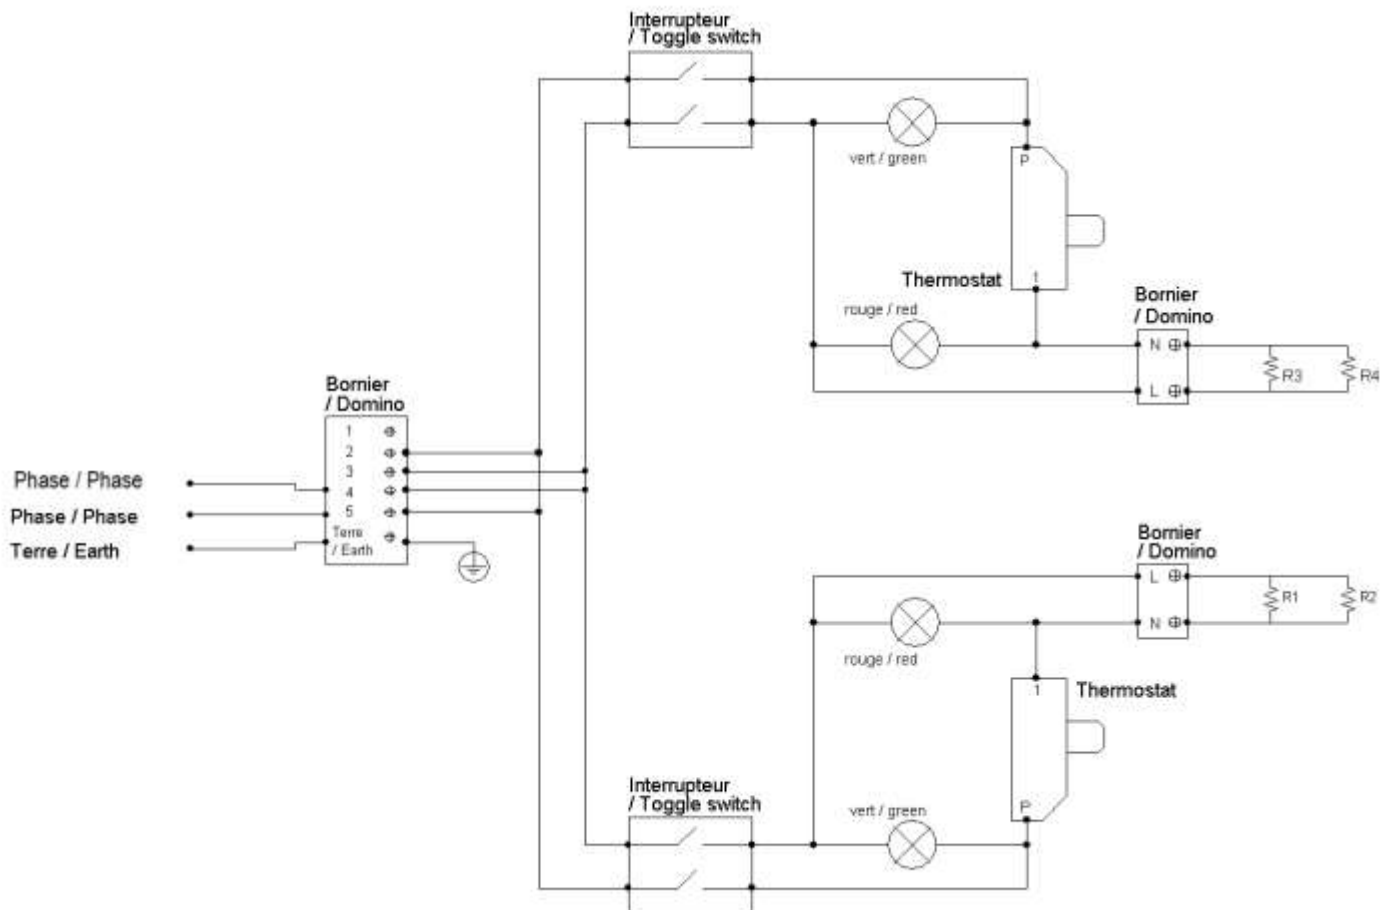 Interrupteur
/ Toggle switch
vert / green
P
Thermostat
1
rouge / red
Bornier
/ Domino
N
R3
R4
L
Bornier
/ Domino
1
2
3
4
5
Terre
/ Earth
Phase / Phase
Phase / Phase
Terre / Earth
Bornier
/ Domino
L
R1
R2
N
rouge / red
1
Thermostat
Interrupteur
/ Toggle switch
vert / green
P